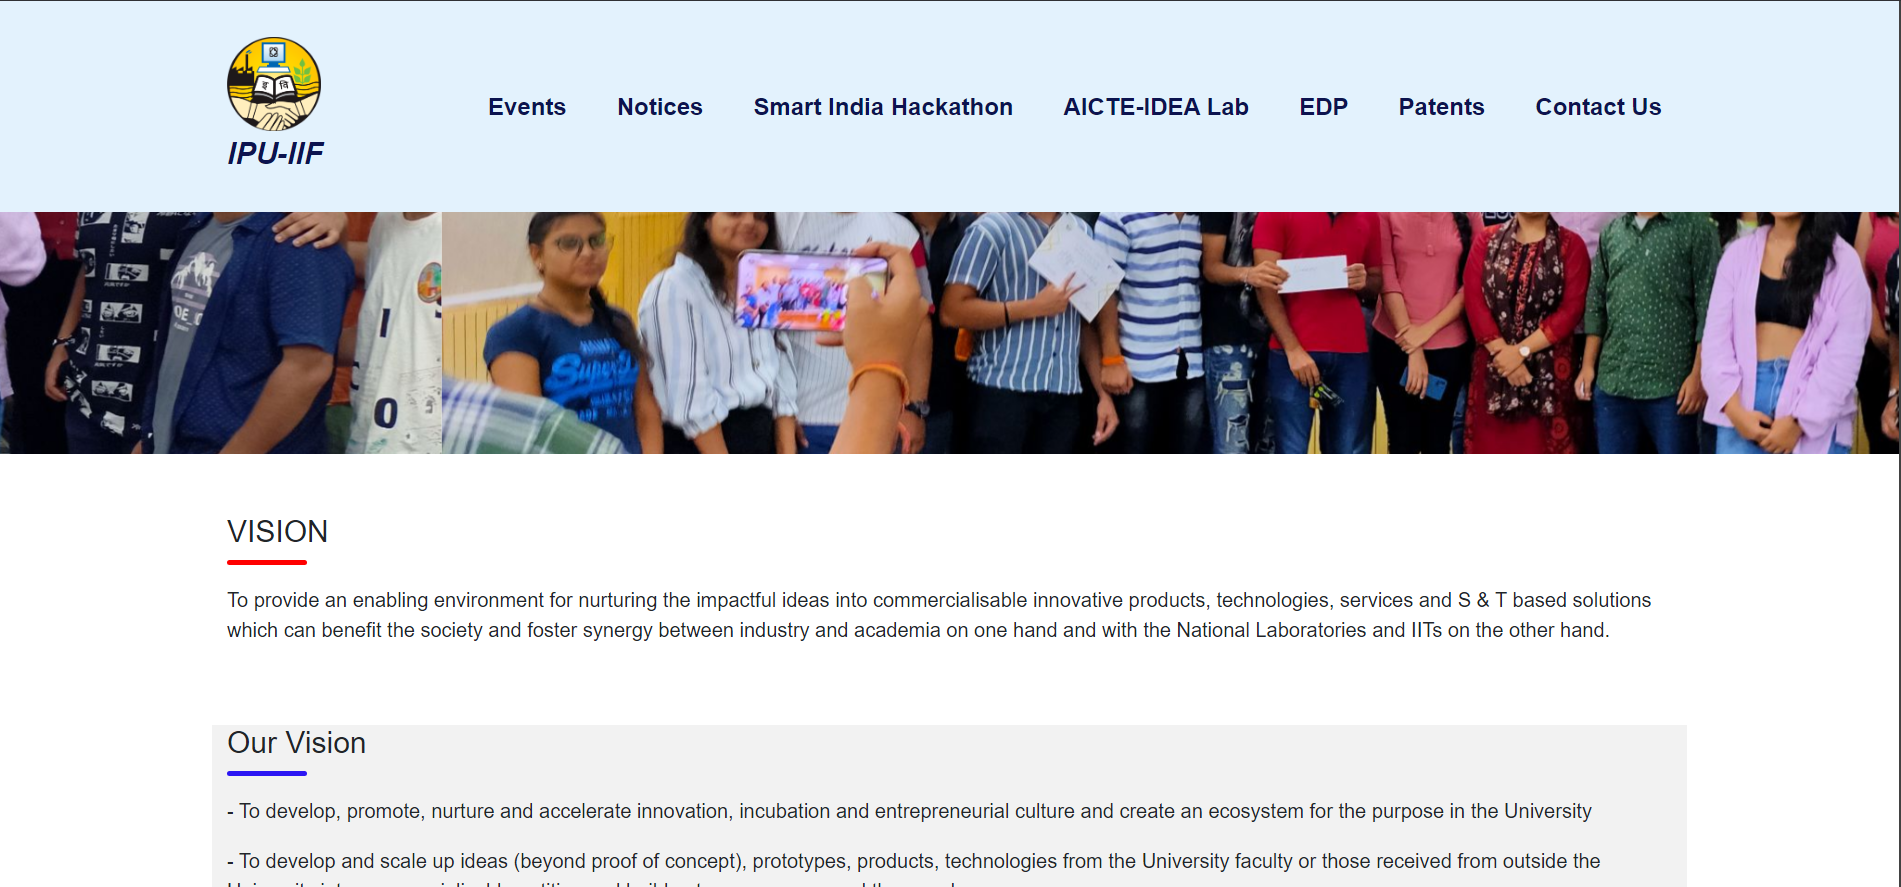 इ वि
IPU-IIF
Events Notices Smart India Hackathon AICTE-IDEA Lab EDP Patents Contact Us
VISION
To provide an enabling environment for nurturing the impactful ideas into commercialisable innovative products, technologies, services and S & T based solutions
which can benefit the society and foster synergy between industry and academia on one hand and with the National Laboratories and IITs on the other hand.
Our Vision
- To develop, promote, nurture and accelerate innovation, incubation and entrepreneurial culture and create an ecosystem for the purpose in the University
- To develop and scale up ideas (beyond proof of concept), prototypes, products, technologies from the University faculty or those received from outside the